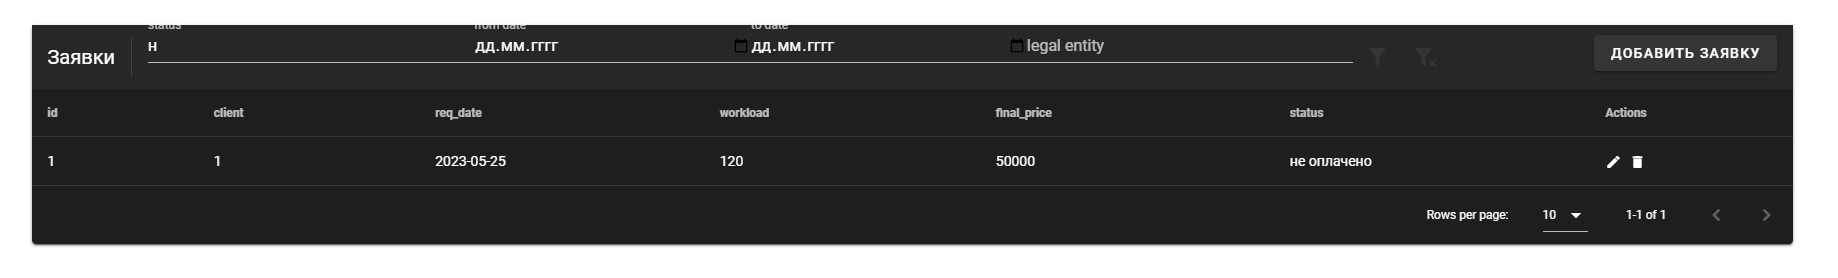 status from date to date
Заявки н дд.мм.гггг дд.мм.гггг legal entity ДОБАВИТЬ ЗАЯВКУ
id client req_date workload final_price status Actions
1 1 2023-05-25 120 50000 не оплачено
Rows per page: 10 1-1 of 1